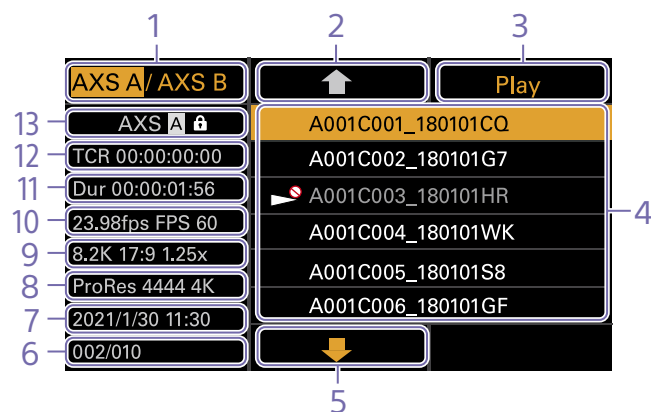 1 2 3
AXS A / AXS B Play
13 AXS A A001C001_180101CQ
12 TCR 00:00:00:00 A001C002_180101G7
11 Dur 00:00:01:56 A001C003_180101HR
10 23.98fps FPS 60 A001C004_180101WK 4
9 8.2K 17:9 1.25x
8 ProRes 4444 4K A001C005_180101S8
7 2021/1/30 11:30 A001C006_180101GF
6 002/010
5